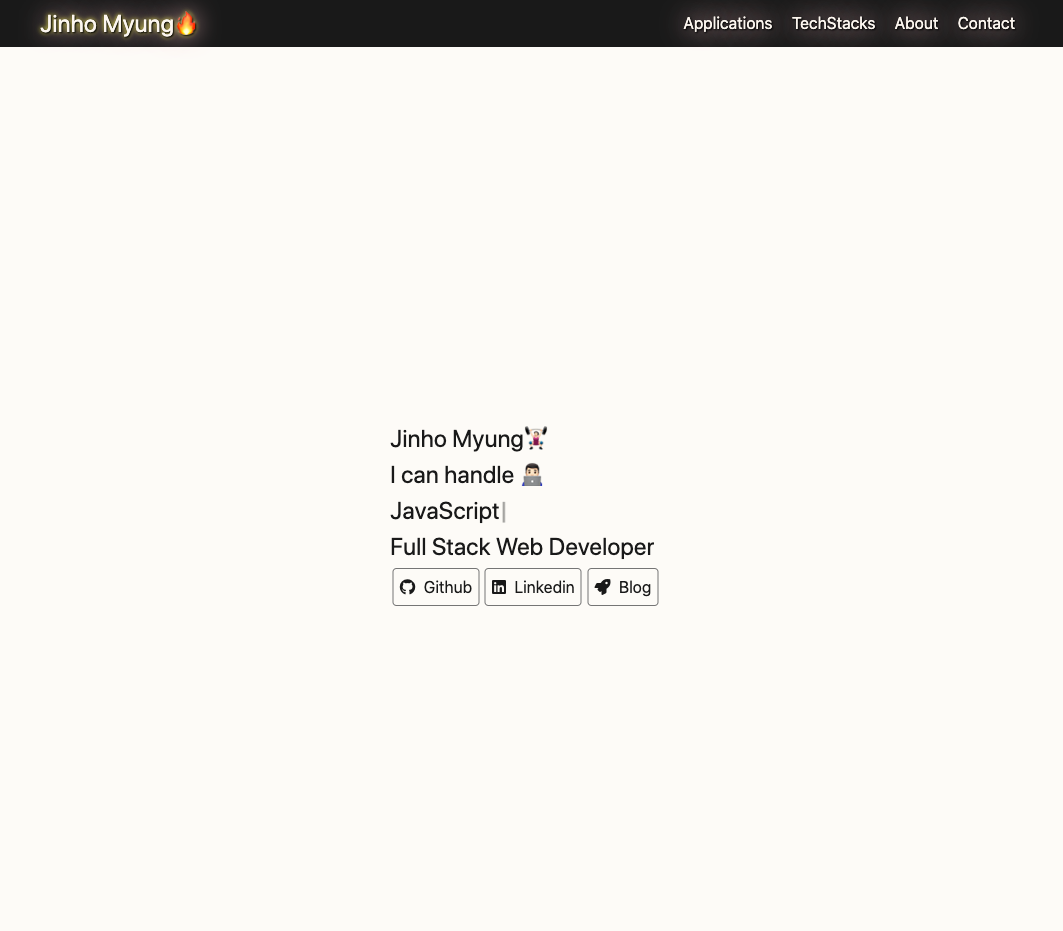 Jinho Myung🔥
Applications TechStacks About Contact
Jinho Myung🏋🏻
I can handle 👨🏻‍💻
JavaScript|
Full Stack Web Developer
Github Linkedin Blog